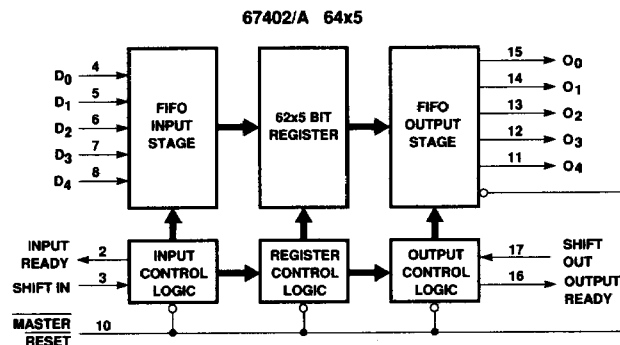 67402/A 64x5
D0 4
D1 5
D2 6
D3 7
D4 8
FIFO
INPUT
STAGE
62x5 BIT
REGISTER
FIFO
OUTPUT
STAGE
15 O0
14 O1
13 O2
12 O3
11 O4
INPUT
READY 2
SHIFT IN 3
INPUT
CONTROL
LOGIC
REGISTER
CONTROL
LOGIC
OUTPUT
CONTROL
LOGIC
17 SHIFT
OUT
16 OUTPUT
READY
MASTER
RESET 10